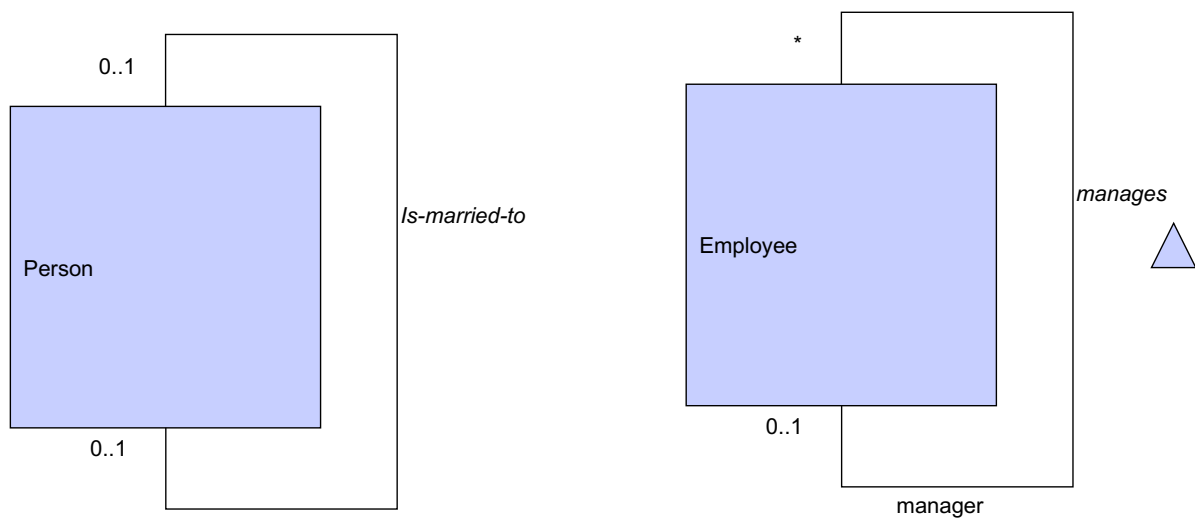 0..1
Person
Is-married-to
0..1
*
Employee
manages
0..1
manager